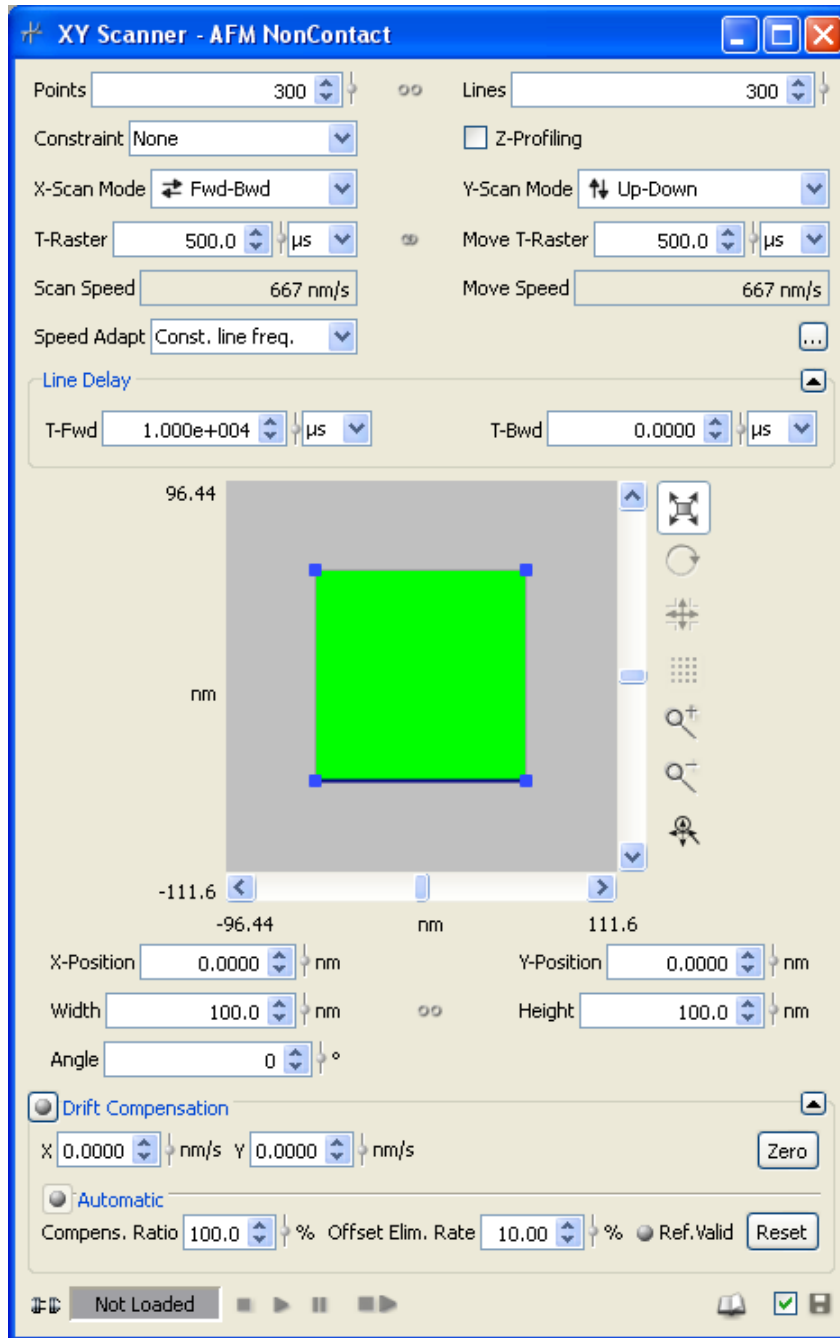 XY Scanner - AFM NonContact
Points 300 Lines 300
Constraint None Z-Profiling
X-Scan Mode Fwd-Bwd Y-Scan Mode Up-Down
T-Raster 500.0 µs Move T-Raster 500.0 µs
Scan Speed 667 nm/s Move Speed 667 nm/s
Speed Adapt Const. line freq. ...
Line Delay
T-Fwd 1.000e+004 µs T-Bwd 0.0000 µs
96.44
nm
-111.6
-96.44 nm 111.6
X-Position 0.0000 nm Y-Position 0.0000 nm
Width 100.0 nm Height 100.0 nm
Angle 0 °
Drift Compensation
X 0.0000 nm/s Y 0.0000 nm/s Zero
Automatic
Compens. Ratio 100.0 % Offset Elim. Rate 10.00 % Ref.Valid Reset
Not Loaded